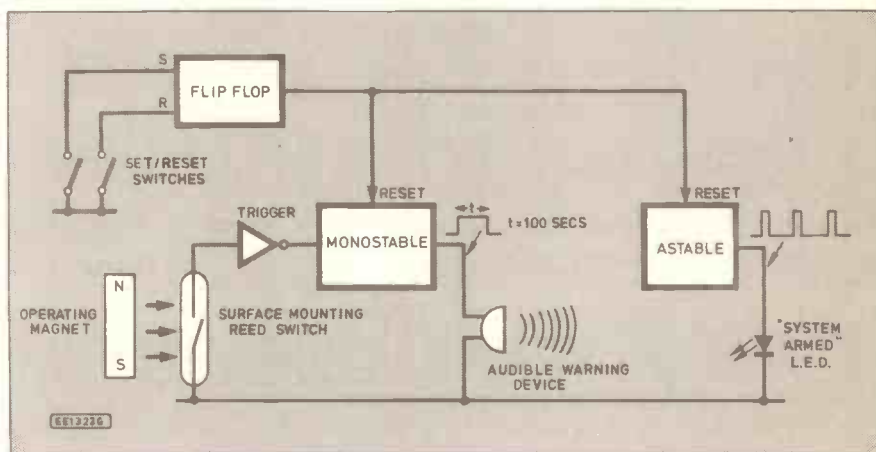 S
FLIP FLOP
R
SET/RESET
SWITCHES
RESET
RESET
TRIGGER
t
t=100 SECS
MONOSTABLE
ASTABLE
N
OPERATING
MAGNET
S
SURFACE MOUNTING
REED SWITCH
AUDIBLE WARNING
DEVICE
"SYSTEM
ARMED"
L.E.D.
EE1323G